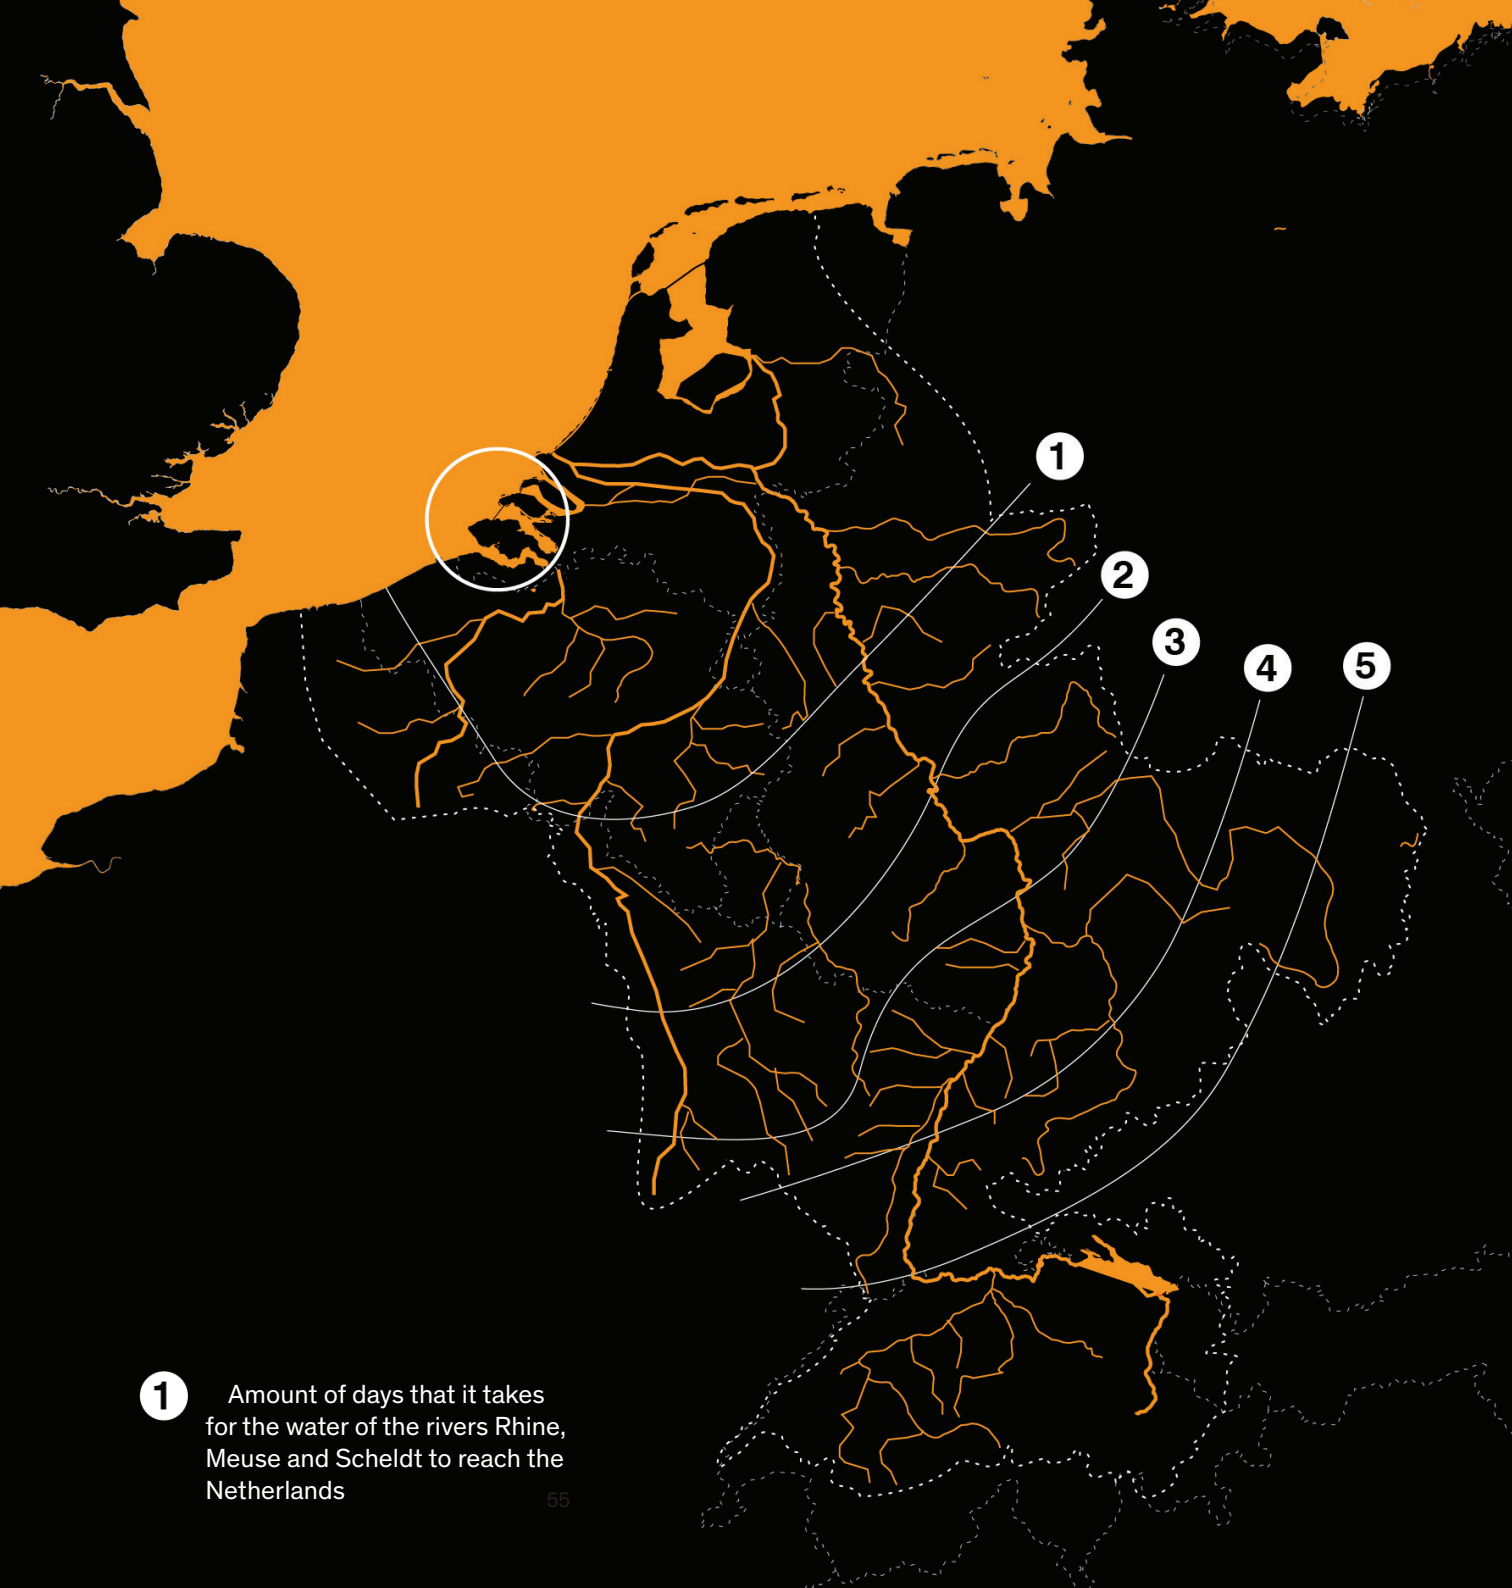 1
2
3
4
5
1
Amount of days that it takes
for the water of the rivers Rhine,
Meuse and Scheldt to reach the
Netherlands
55